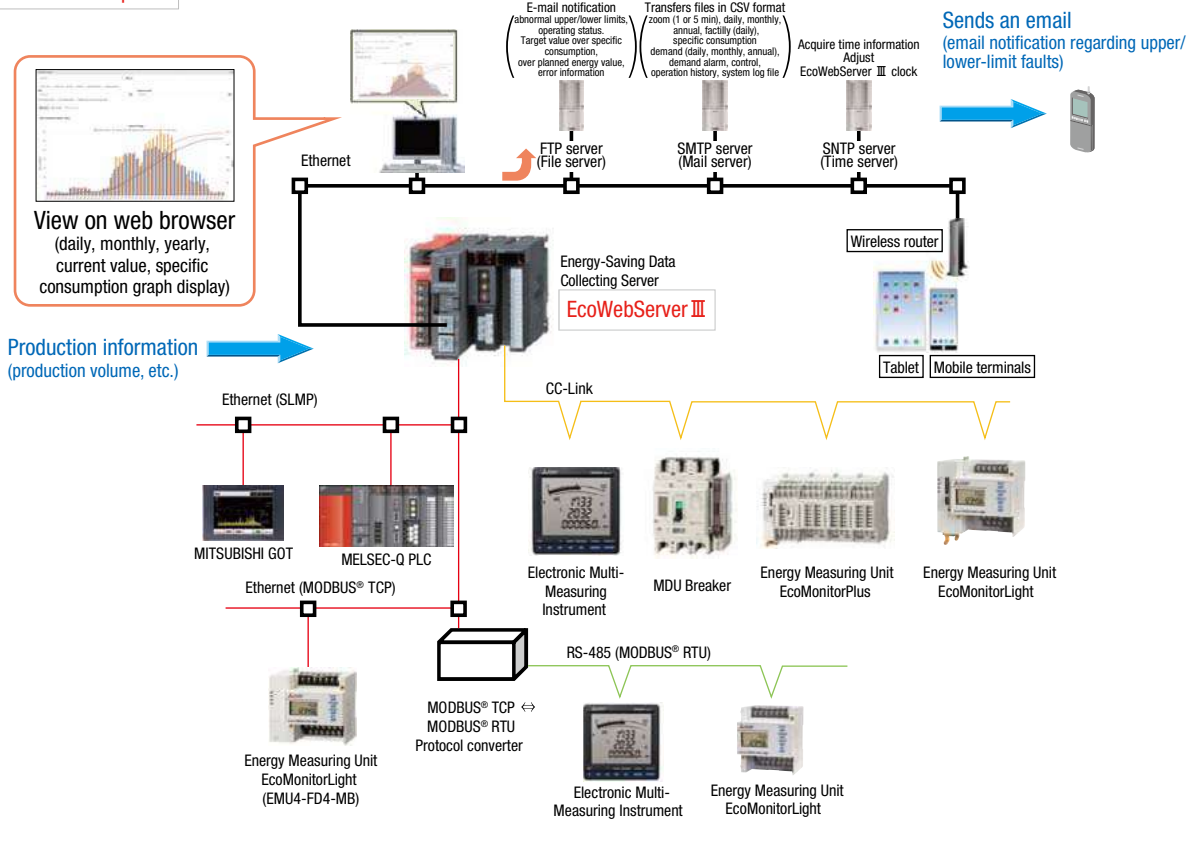 E-mail notification
abnormal upper/lower limits,
operating status.
Target value over specific
consumption,
over planned energy value,
error information
Transfers files in CSV format
zoom (1 or 5 min), daily, monthly,
annual, factilly (daily),
specific consumption
demand (daily, monthly, annual),
demand alarm, control,
operation history, system log file
Acquire time information
Adjust
EcoWebServer Ⅲ clock
Sends an email
(email notification regarding upper/
lower-limit faults)
FTP server
(File server)
SMTP server
(Mail server)
SNTP server
(Time server)
Ethernet
View on web browser
(daily, monthly, yearly,
current value, specific
consumption graph display)
Wireless router
Energy-Saving Data
Collecting Server
EcoWebServer Ⅲ
Tablet
Mobile terminals
Production information
(production volume, etc.)
CC-Link
Ethernet (SLMP)
MITSUBISHI GOT
MELSEC-Q PLC
Electronic Multi-
Measuring
Instrument
MDU Breaker
Energy Measuring Unit
EcoMonitorPlus
Energy Measuring Unit
EcoMonitorLight
Ethernet (MODBUS® TCP)
RS-485 (MODBUS® RTU)
MODBUS® TCP ⇔
MODBUS® RTU
Protocol converter
Energy Measuring Unit
EcoMonitorLight
(EMU4-FD4-MB)
Electronic Multi-
Measuring Instrument
Energy Measuring Unit
EcoMonitorLight